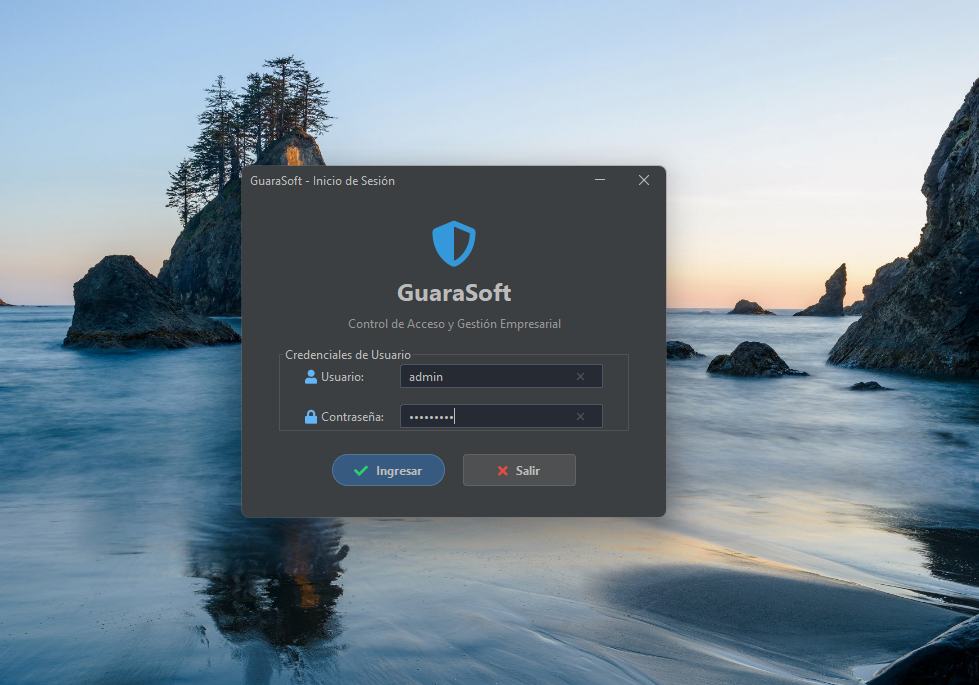 GuaraSoft - Inicio de Sesión
GuaraSoft
Control de Acceso y Gestión Empresarial
Credenciales de Usuario
Usuario: admin
Contraseña: •••••••••
Ingresar Salir